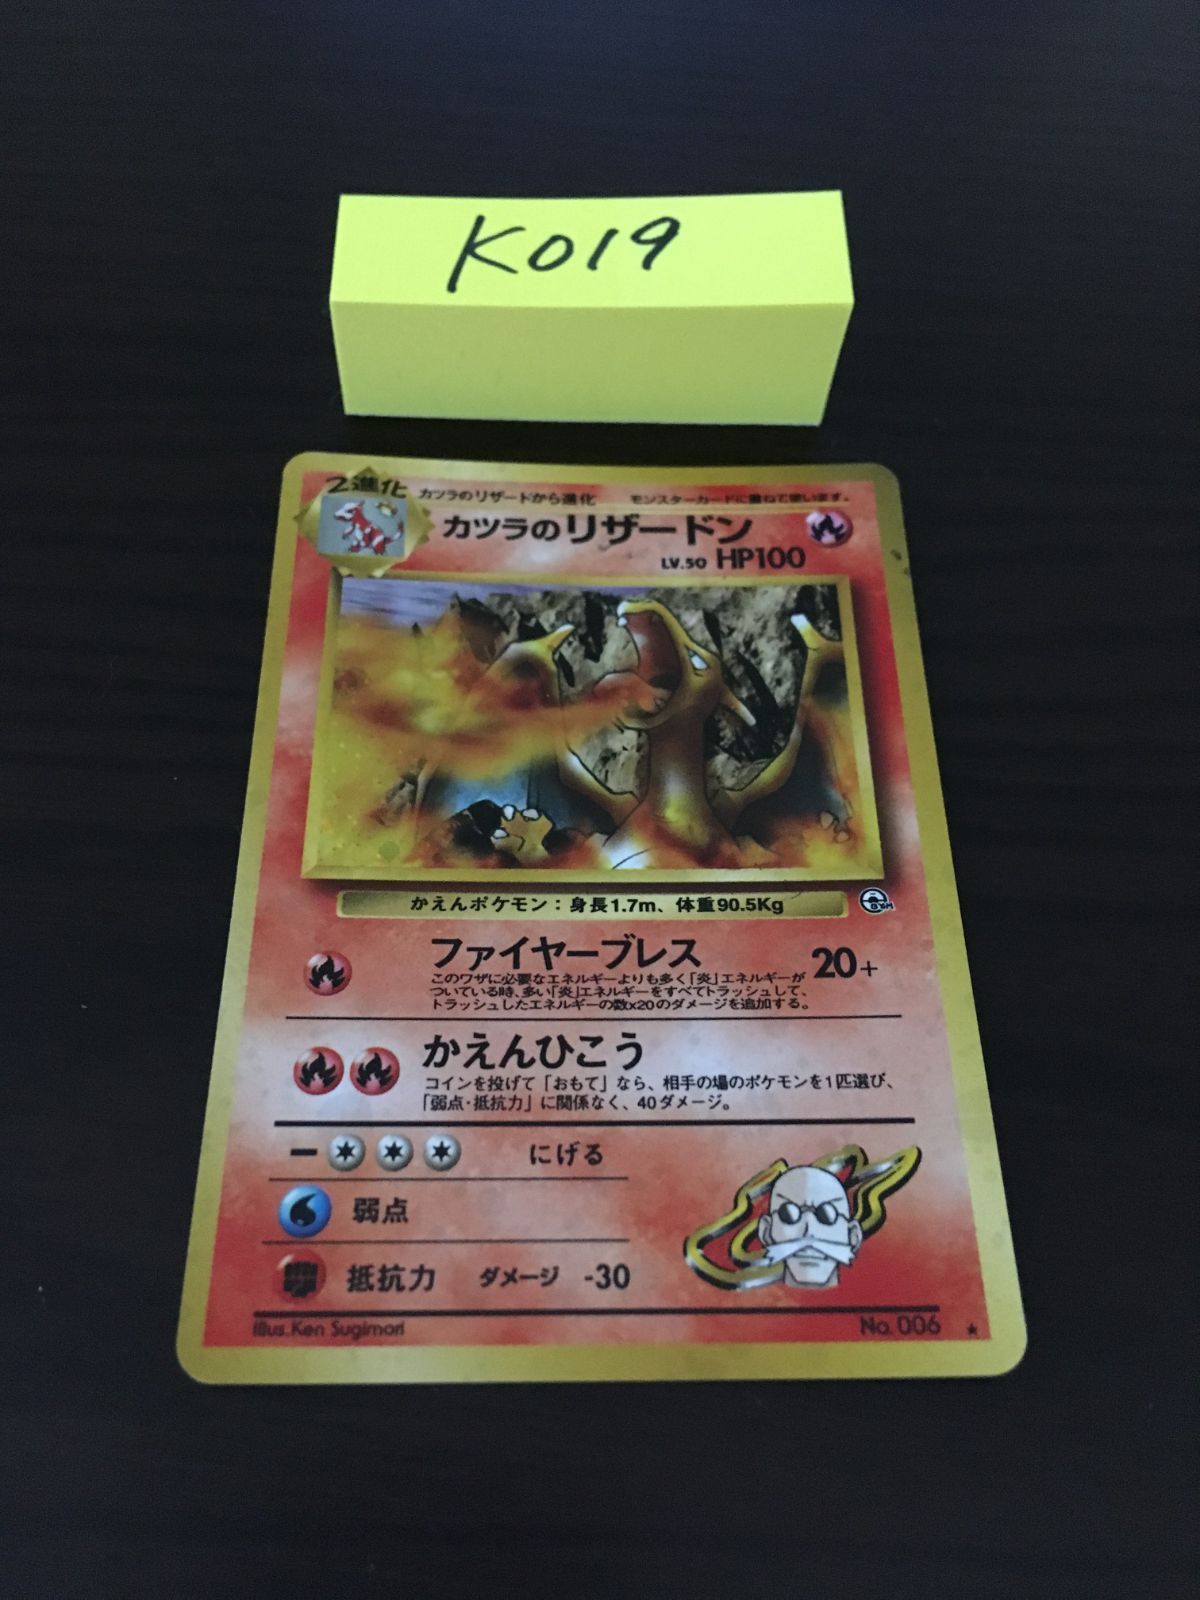 K019
2進化
カツラのリザードから進化 モンスターカードに重ねて使います。
カツラのリザードン
LV.50 HP100
かえんポケモン：身長1.7m、体重90.5Kg
GYM
ファイヤーブレス 20+
このワザに必要なエネルギーよりも多く「炎」エネルギーが
ついている時、多い「炎」エネルギーをすべてトラッシュして、
トラッシュしたエネルギーの数x20のダメージを追加する。
かえんひこう
コインを投げて「おもて」なら、相手の場のポケモンを1匹選び、
「弱点・抵抗力」に関係なく、40ダメージ。
にげる
弱点
抵抗力 ダメージ -30
Illus. Ken Sugimori No. 006 ★